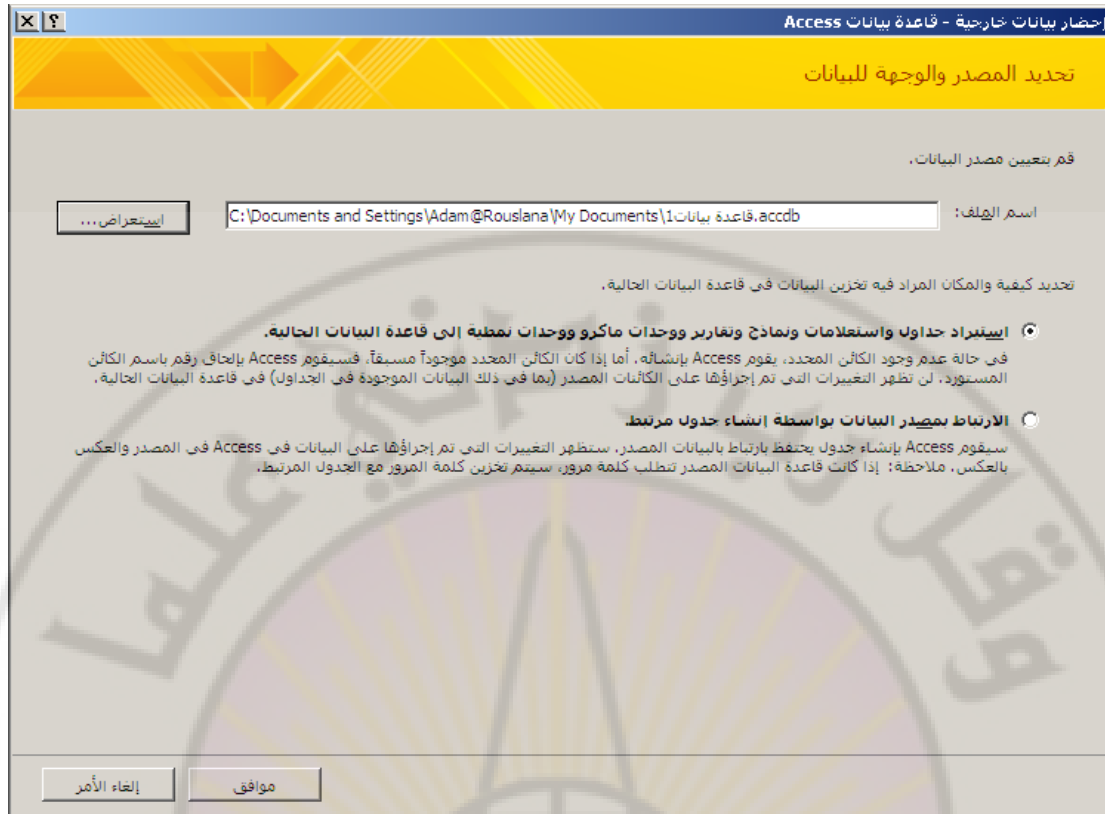 إحضار بيانات خارجية - قاعدة بيانات Access
تحديد المصدر والوجهة للبيانات
قم بتعيين مصدر البيانات.
اسم الملف:
C:\Documents and Settings\Adam@Rouslana\My Documents\قاعدة بيانات1.accdb
استعراض...
تحديد كيفية والمكان المراد فيه تخزين البيانات في قاعدة البيانات الحالية.
استيراد جداول واستعلامات ونماذج وتقارير ووحدات ماكرو ووحدات نمطية إلى قاعدة البيانات الحالية.
في حالة عدم وجود الكائن المحدد، يقوم Access بإنشائه. أما إذا كان الكائن المحدد موجوداً مسبقاً، فسيقوم Access بإلحاق رقم باسم الكائن
المستورد. لن تظهر التغييرات التي تم إجراؤها على الكائنات المصدر (بما في ذلك البيانات الموجودة في الجداول) في قاعدة البيانات الحالية.
الارتباط بمصدر البيانات بواسطة إنشاء جدول مرتبط.
سيقوم Access بإنشاء جدول يحتفظ بارتباط بالبيانات المصدر. ستظهر التغييرات التي تم إجراؤها على البيانات في Access في المصدر والعكس
بالعكس. ملاحظة: إذا كانت قاعدة البيانات المصدر تتطلب كلمة مرور، سيتم تخزين كلمة المرور مع الجدول المرتبط.
وقل رب زدني علما
موافق
إلغاء الأمر